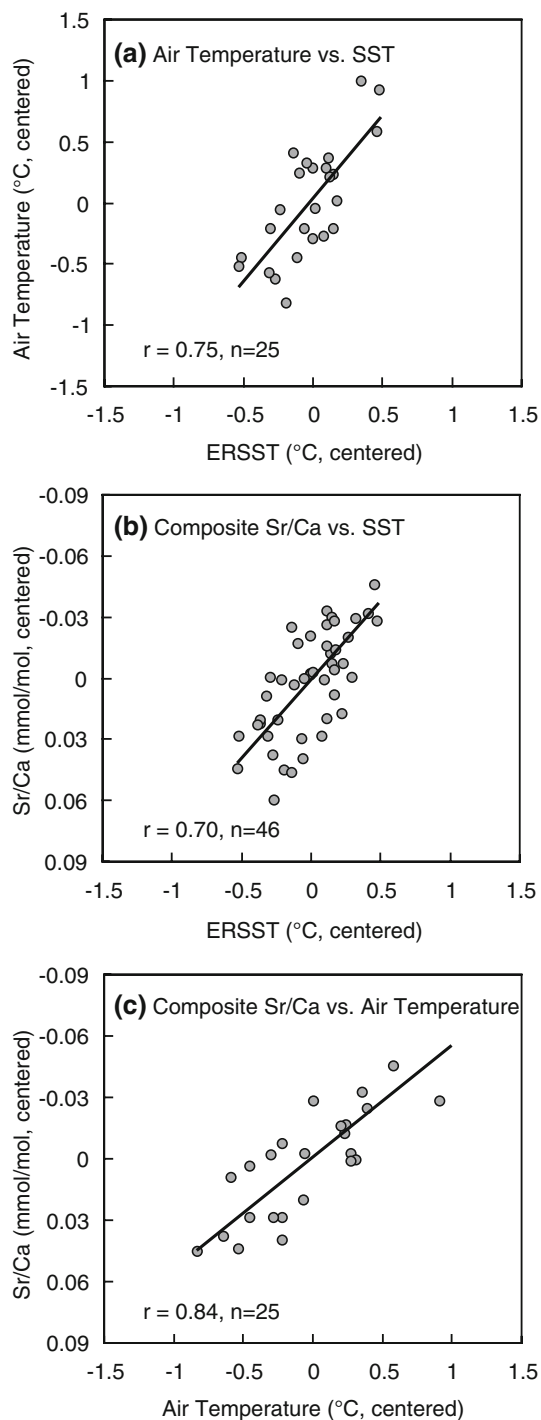 (a) Air Temperature vs. SST
Air Temperature (°C, centered)
1.5
1
0.5
0
-0.5
-1
-1.5
r = 0.75, n=25
-1.5 -1 -0.5 0 0.5 1 1.5
ERSST (°C, centered)
(b) Composite Sr/Ca vs. SST
Sr/Ca (mmol/mol, centered)
-0.09
-0.06
-0.03
0
0.03
0.06
0.09
r = 0.70, n=46
-1.5 -1 -0.5 0 0.5 1 1.5
ERSST (°C, centered)
(c) Composite Sr/Ca vs. Air Temperature
Sr/Ca (mmol/mol, centered)
-0.09
-0.06
-0.03
0
0.03
0.06
0.09
r = 0.84, n=25
-1.5 -1 -0.5 0 0.5 1 1.5
Air Temperature (°C, centered)